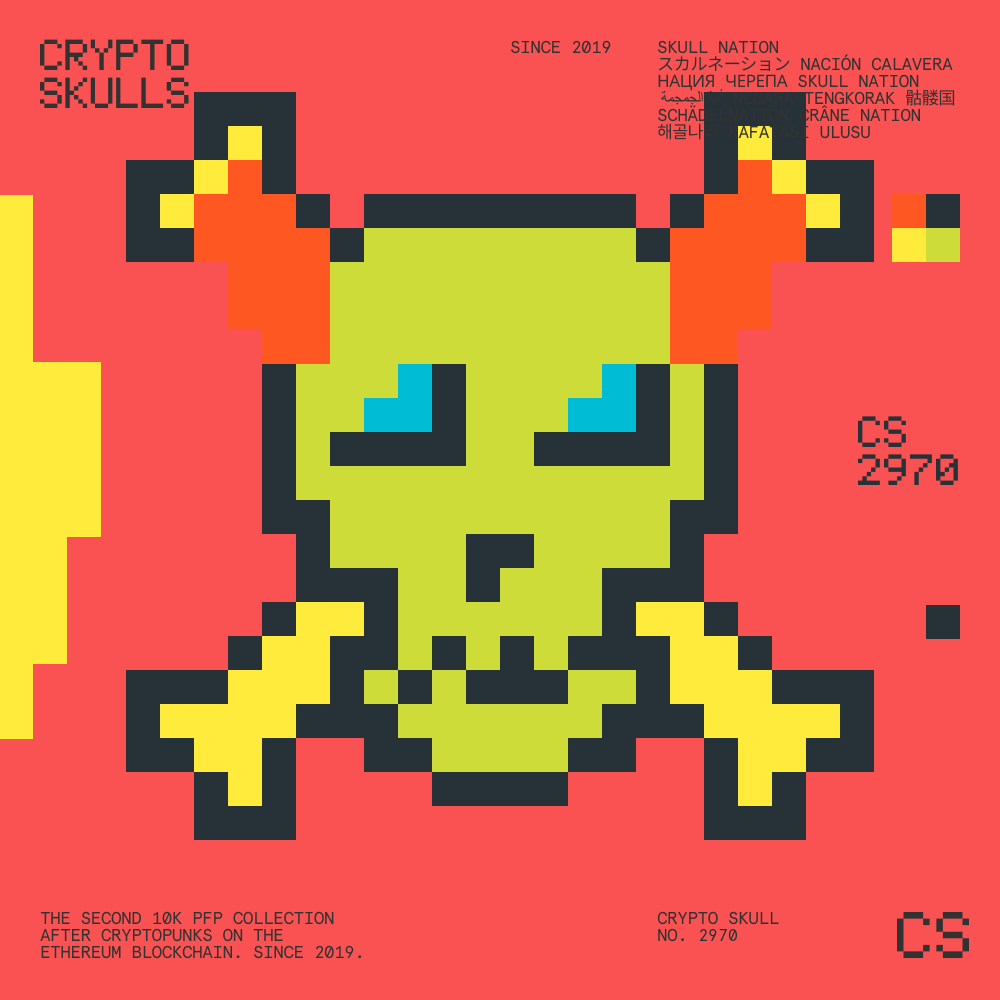 CRYPTO
SKULLS
SINCE 2019
SKULL NATION
スカルネーション NACIÓN CALAVERA
НАЦИЯ ЧЕРЕПА SKULL NATION
الجمجمة TENGKORAK 骷髅国
CRÂNE NATION
ULUSU
CS
2970
THE SECOND 10K PFP COLLECTION
AFTER CRYPTOPUNKS ON THE
ETHEREUM BLOCKCHAIN. SINCE 2019.
CRYPTO SKULL
NO. 2970
CS